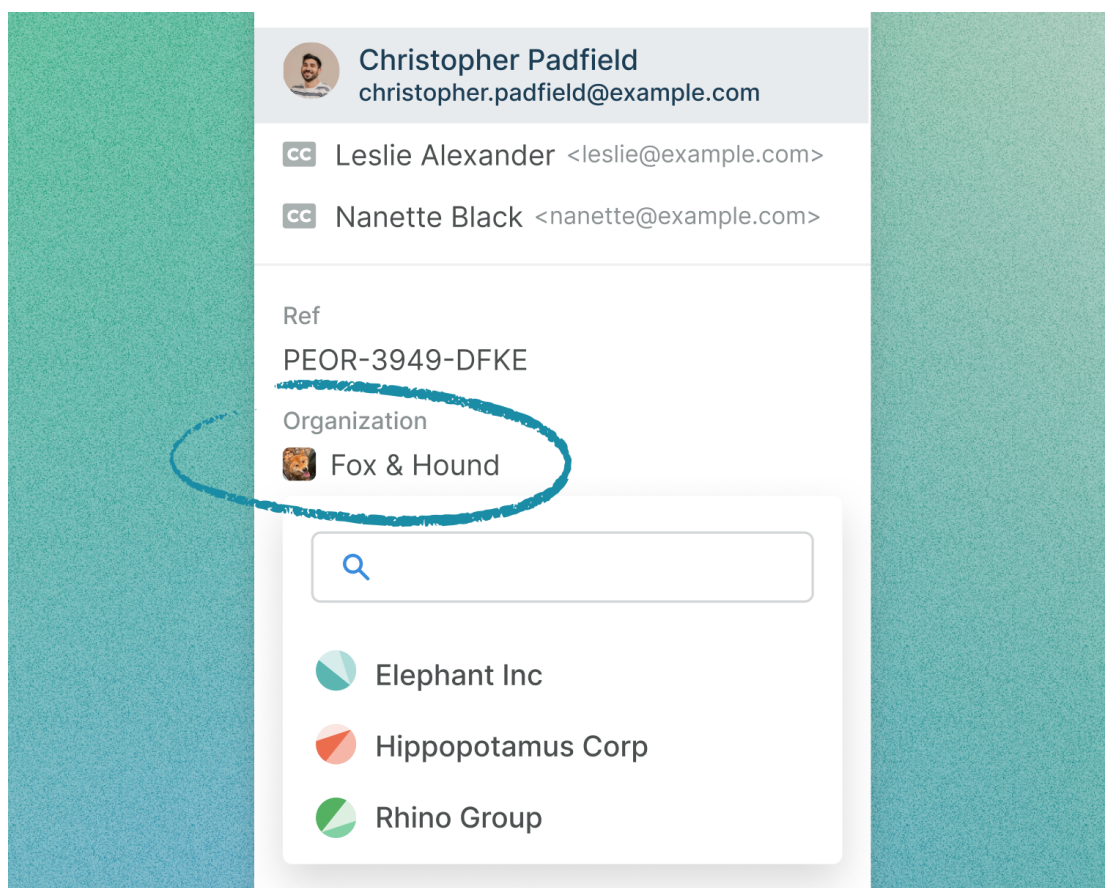 Christopher Padfield
christopher.padfield@example.com
CC Leslie Alexander <leslie@example.com>
CC Nanette Black <nanette@example.com>
Ref
PEOR-3949-DFKE
Organization
Fox & Hound
Elephant Inc
Hippopotamus Corp
Rhino Group